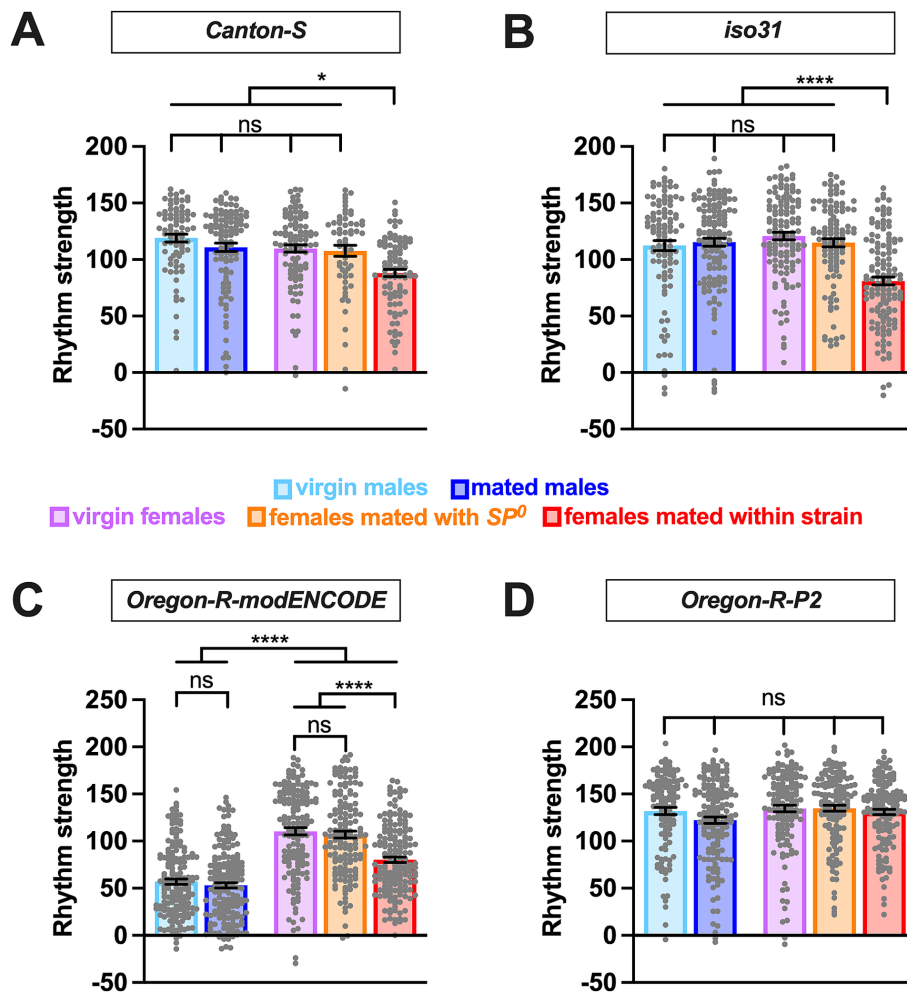 A
Canton-S
B
iso31
*
ns
Rhythm strength
200
150
100
50
0
-50
****
ns
Rhythm strength
200
150
100
50
0
-50
virgin males
mated males
virgin females
females mated with SP⁰
females mated within strain
C
Oregon-R-modENCODE
D
Oregon-R-P2
****
ns
****
ns
Rhythm strength
250
200
150
100
50
0
-50
ns
Rhythm strength
250
200
150
100
50
0
-50